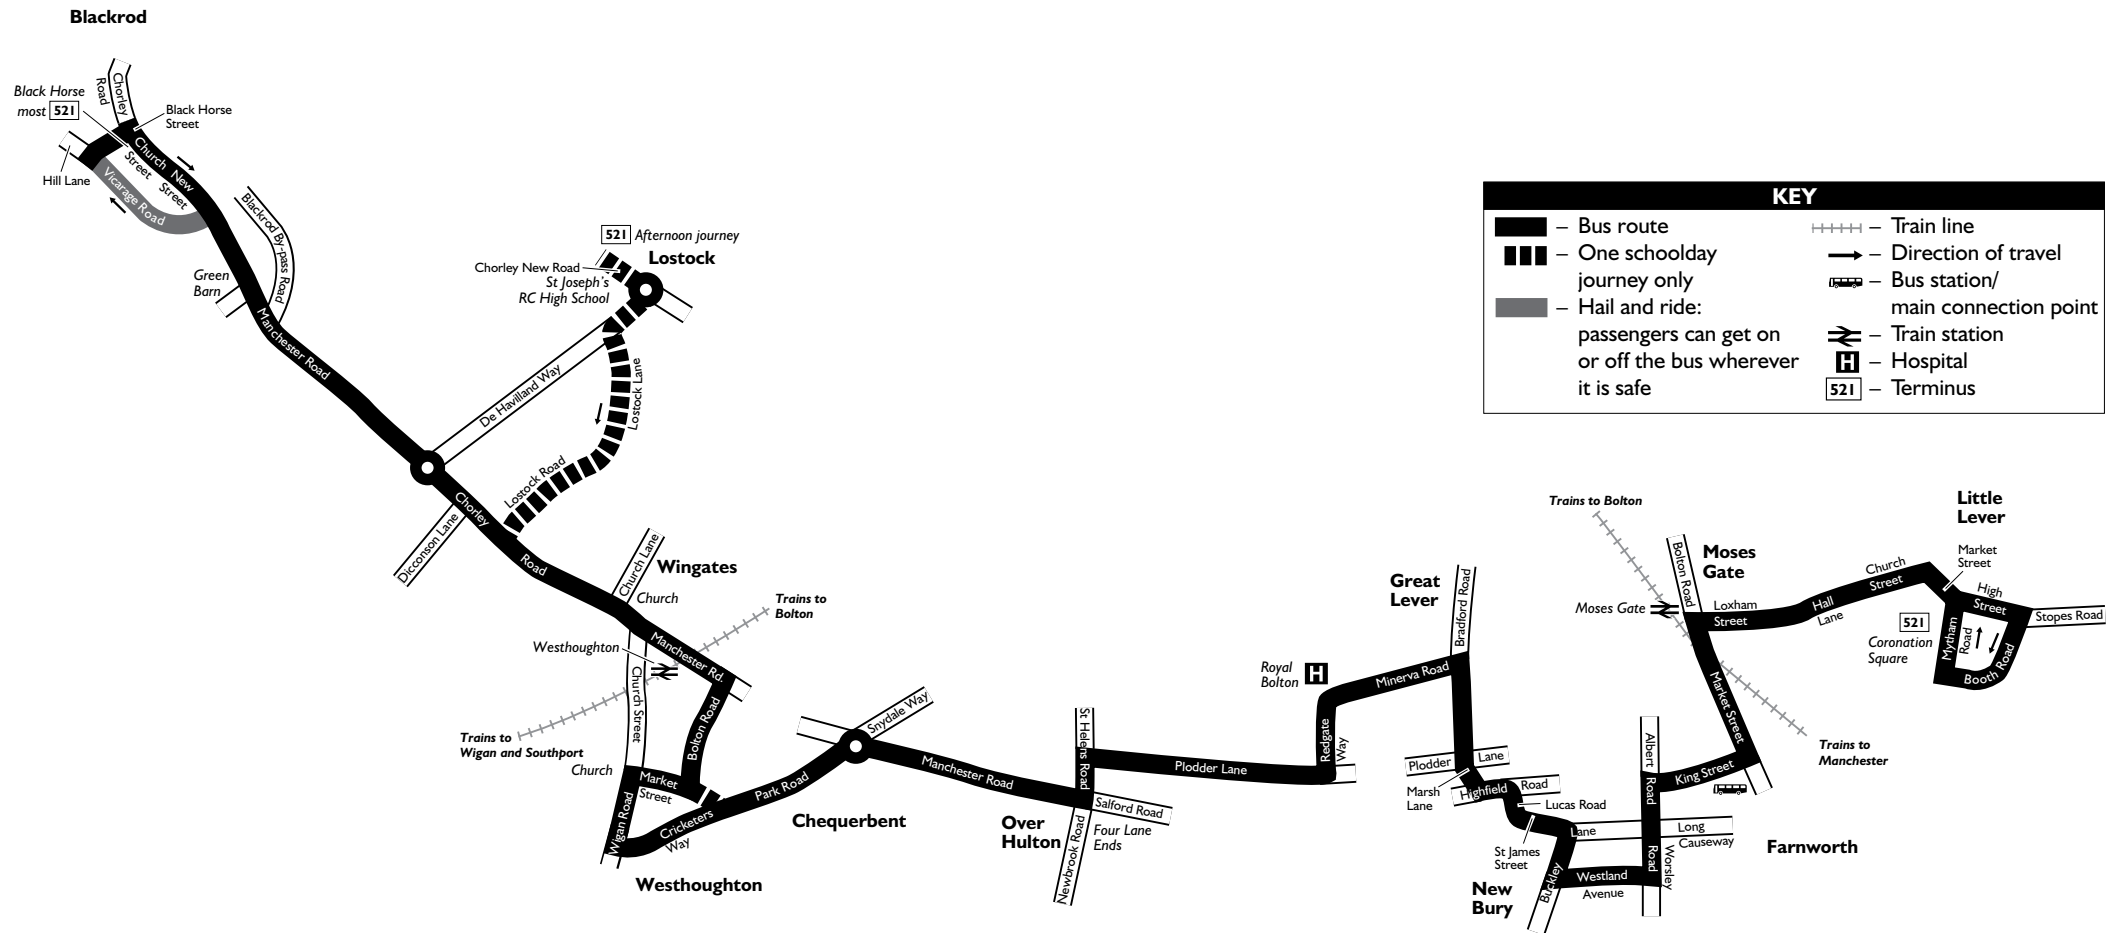 Blackrod
Chorley
Road
Black Horse
most 521
Black Horse
Street
Church
Street
New
Street
Hill Lane
Vicarage Road
Blackrod By-pass Road
Green
Barn
Manchester Road
521 Afternoon journey
Lostock
Chorley New Road
St Joseph's
RC High School
De Havilland Way
Lostock Lane
Lostock Road
Chorley
Road
Dicconson Lane
Church Lane
Wingates
Church
Trains to
Bolton
Westhoughton
Manchester Rd.
Church Street
Bolton Road
Trains to
Wigan and Southport
Church
Market
Street
Wigan Road
Cricketers
Way
Park Road
Snydale Way
Westhoughton
Chequerbent
Manchester Road
St Helens Road
Salford Road
Over
Hulton
Four Lane
Ends
Newbrook Road
Plodder Lane
Redgate
Way
Royal
Bolton
H
Minerva Road
Great
Lever
Bradford Road
Plodder
Lane
Marsh
Lane
Highfield
Road
Lucas Road
St James
Street
New
Bury
Buckley
Lane
Long
Causeway
Westland
Avenue
Albert
Road
Worsley
Road
King Street
Farnworth
Market Street
Trains to Bolton
Trains to
Manchester
Bolton Road
Moses
Gate
Moses Gate
Loxham
Street
Hall
Lane
Church
Street
Little
Lever
Market
Street
High
Street
Stopes Road
521
Coronation
Square
Mytham
Road
Booth
Road
KEY
– Bus route
– One schoolday
journey only
– Hail and ride:
passengers can get on
or off the bus wherever
it is safe
– Train line
– Direction of travel
– Bus station/
main connection point
– Train station
H – Hospital
521 – Terminus